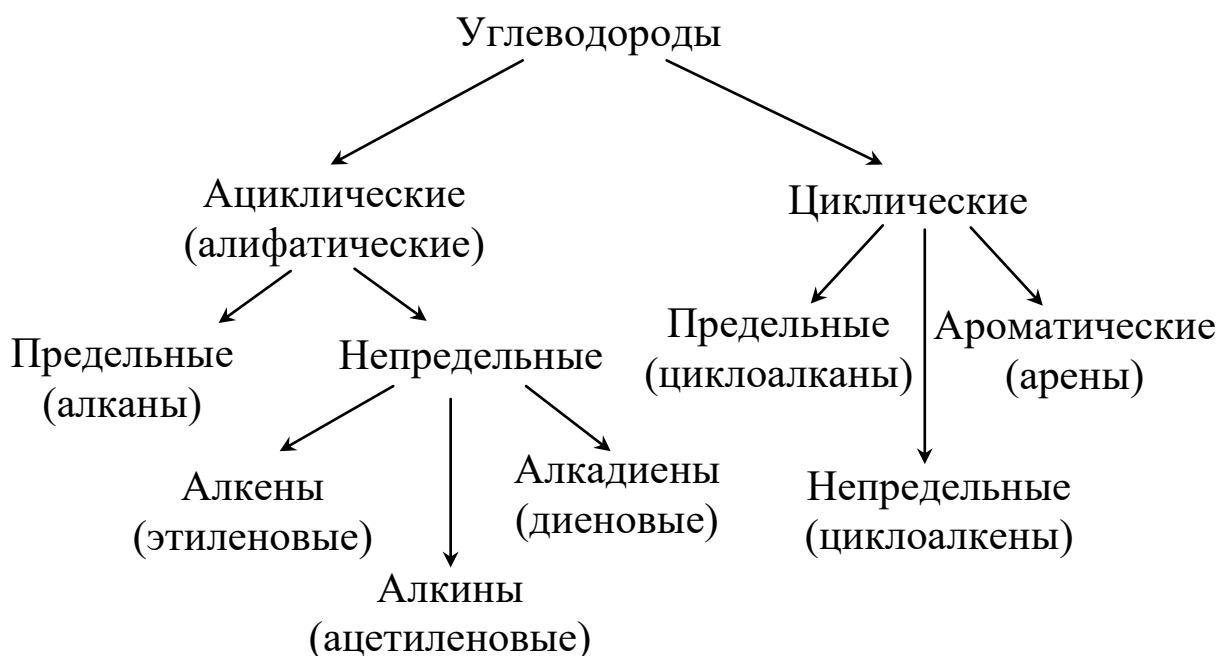 Углеводороды
Ациклические
(алифатические)
Циклические
Предельные
(алканы)
Непредельные
Предельные
(циклоалканы)
Ароматические
(арены)
Алкены
(этиленовые)
Алкадиены
(диеновые)
Непредельные
(циклоалкены)
Алкины
(ацетиленовые)